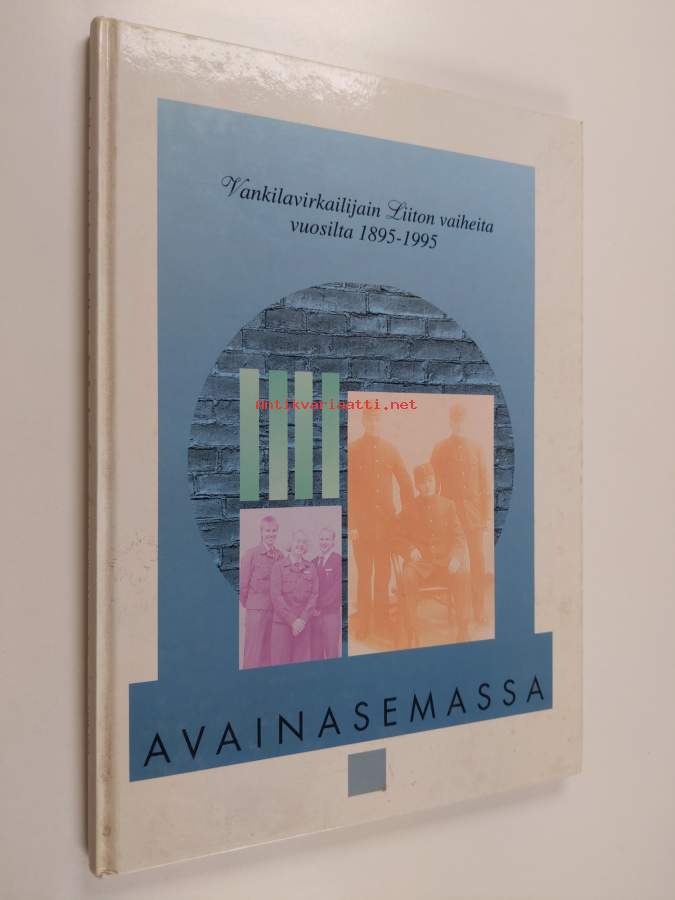 Vankilavirkailijain Liiton vaiheita
vuosilta 1895-1995
Antikvariaatti.net
AVAINASEMASSA